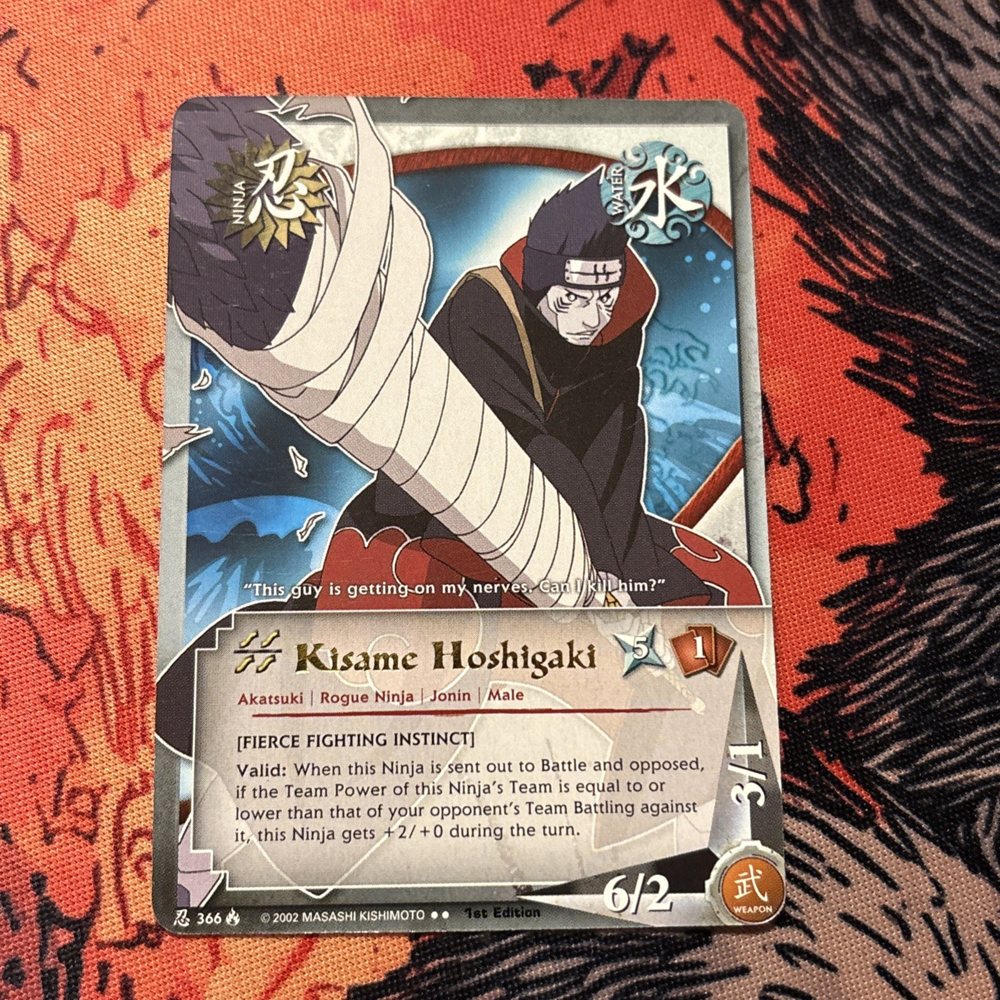 NINJA 忍
WATER 水
"This guy is getting on my nerves. Can I kill him?"
Kisame Hoshigaki 5 1
Akatsuki | Rogue Ninja | Jonin | Male
[FIERCE FIGHTING INSTINCT]
Valid: When this Ninja is sent out to Battle and opposed,
if the Team Power of this Ninja's Team is equal to or
lower than that of your opponent's Team Battling against
it, this Ninja gets +2/+0 during the turn.
3/1
6/2
武
WEAPON
忍 366 © 2002 MASASHI KISHIMOTO ●● 1st Edition